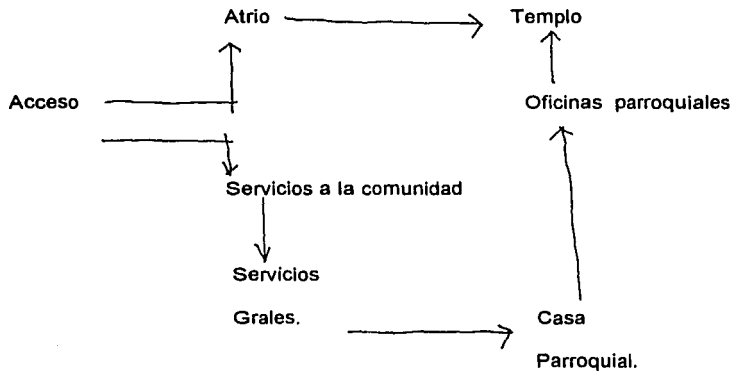 Atrio
Templo
Acceso
Oficinas parroquiales
Servicios a la comunidad
Servicios
Grales.
Casa
Parroquial.